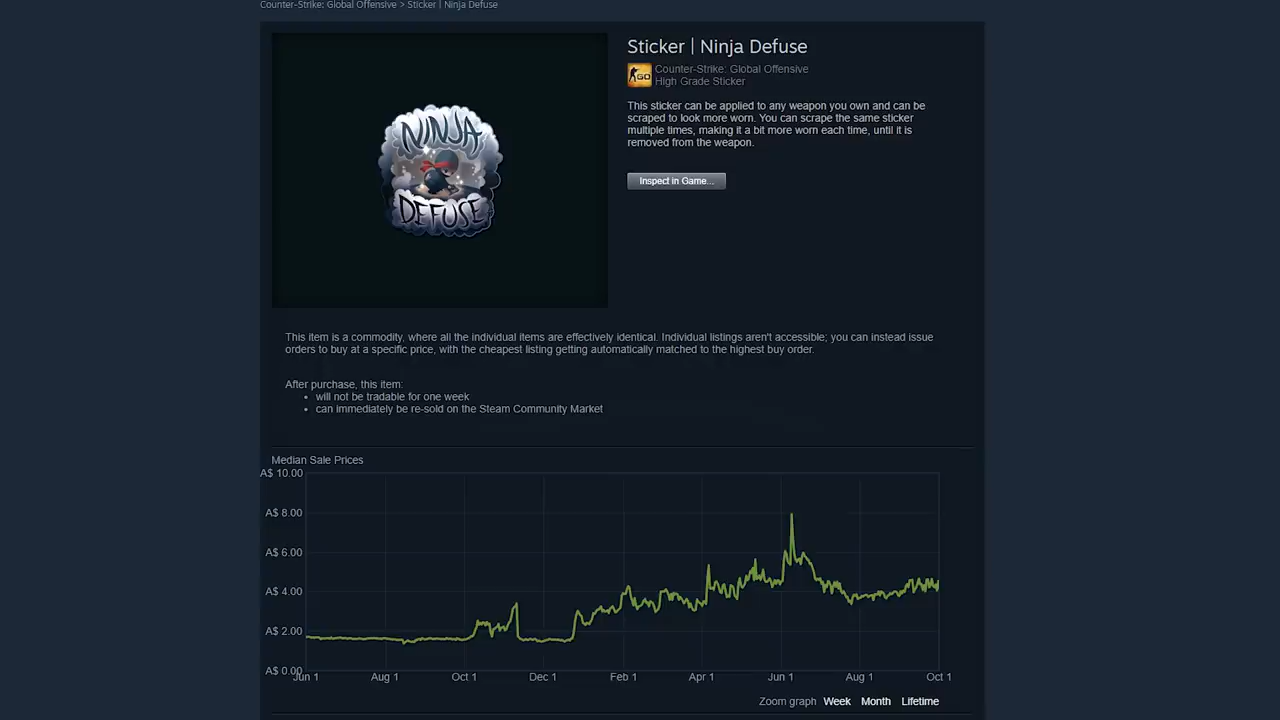 Counter-Strike: Global Offensive > Sticker | Ninja Defuse
NINJA
DEFUSE
Sticker | Ninja Defuse
GO
Counter-Strike: Global Offensive
High Grade Sticker
This sticker can be applied to any weapon you own and can be
scraped to look more worn. You can scrape the same sticker
multiple times, making it a bit more worn each time, until it is
removed from the weapon.
Inspect in Game...
This item is a commodity, where all the individual items are effectively identical. Individual listings aren't accessible; you can instead issue
orders to buy at a specific price, with the cheapest listing getting automatically matched to the highest buy order.
After purchase, this item:
• will not be tradable for one week
• can immediately be re-sold on the Steam Community Market
Median Sale Prices
A$ 10.00
A$ 8.00
A$ 6.00
A$ 4.00
A$ 2.00
A$ 0.00
Jun 1 Aug 1 Oct 1 Dec 1 Feb 1 Apr 1 Jun 1 Aug 1 Oct 1
Zoom graph Week Month Lifetime